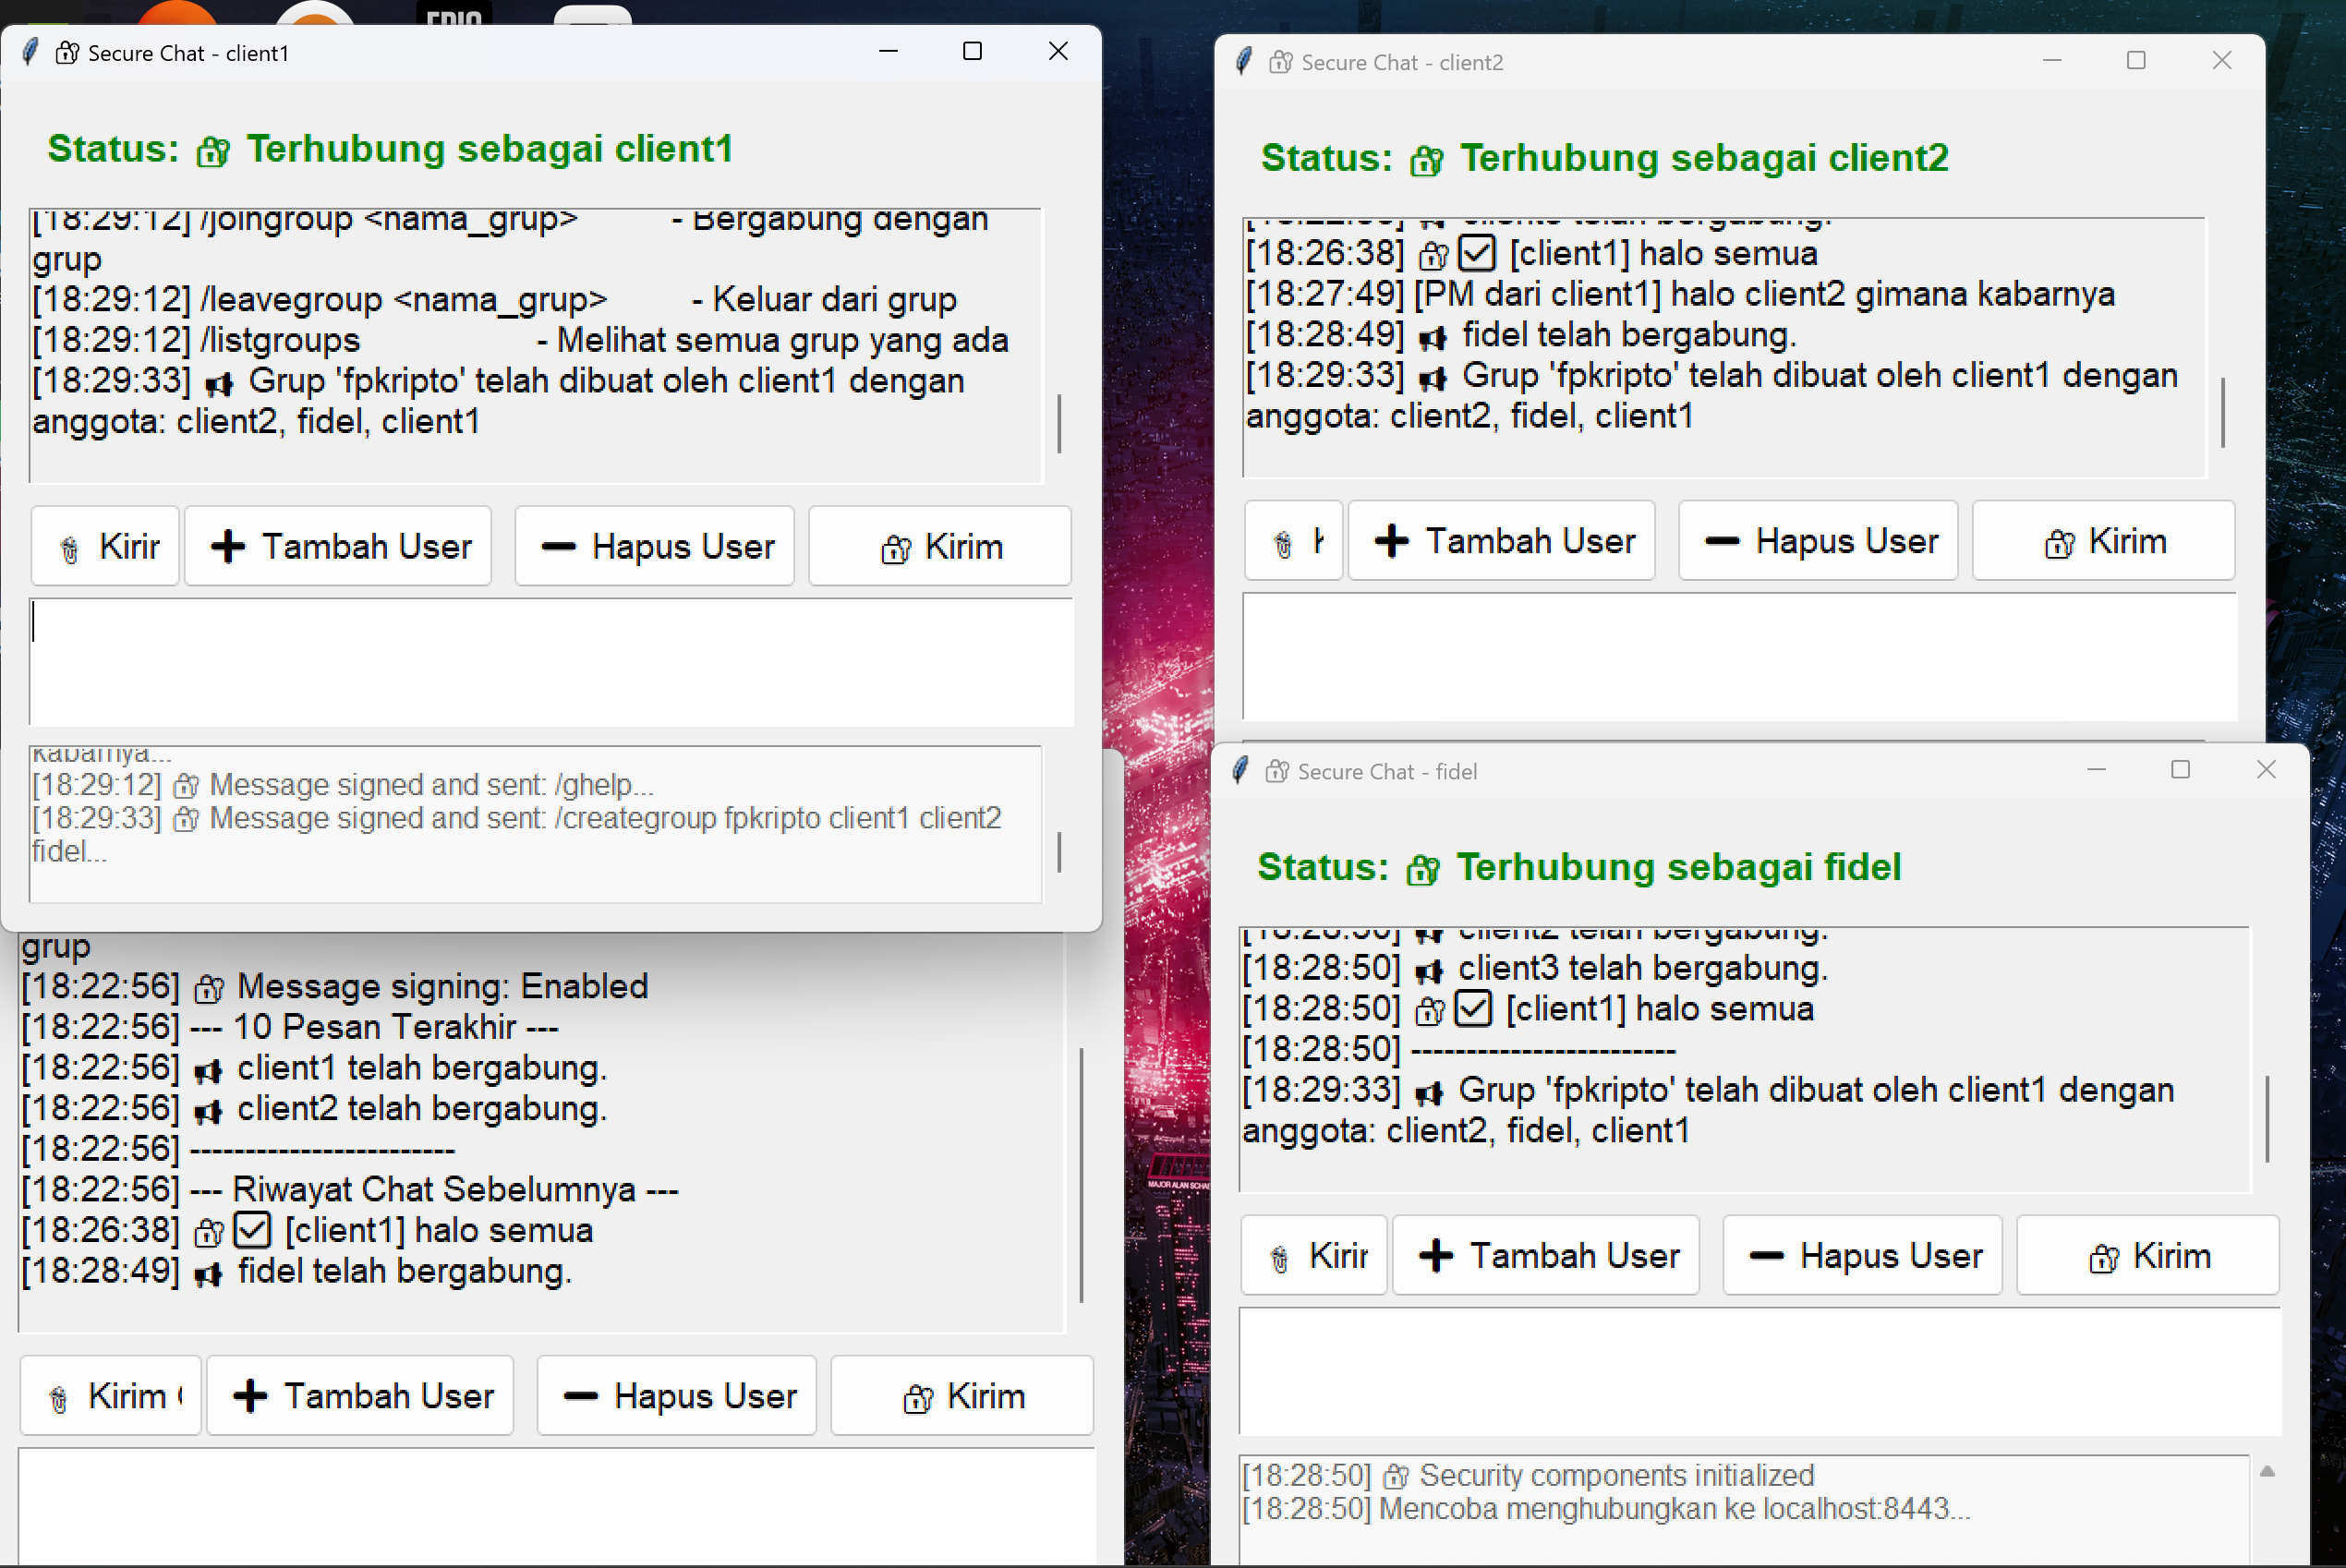 EPIC
Secure Chat - client1
Status: 🔐 Terhubung sebagai client1
[18:29:12] /joingroup <nama_grup> - Bergabung dengan
grup
[18:29:12] /leavegroup <nama_grup> - Keluar dari grup
[18:29:12] /listgroups - Melihat semua grup yang ada
[18:29:33] 📢 Grup 'fpkripto' telah dibuat oleh client1 dengan
anggota: client2, fidel, client1
Kirir
➕ Tambah User
➖ Hapus User
🔐 Kirim
kabarnya...
[18:29:12] 🔐 Message signed and sent: /ghelp...
[18:29:33] 🔐 Message signed and sent: /creategroup fpkripto client1 client2
fidel...
Secure Chat - client2
Status: 🔐 Terhubung sebagai client2
telah bergabung.
[18:26:38] 🔐☑ [client1] halo semua
[18:27:49] [PM dari client1] halo client2 gimana kabarnya
[18:28:49] 📢 fidel telah bergabung.
[18:29:33] 📢 Grup 'fpkripto' telah dibuat oleh client1 dengan
anggota: client2, fidel, client1
➕ Tambah User
➖ Hapus User
🔐 Kirim
grup
[18:22:56] 🔐 Message signing: Enabled
[18:22:56] --- 10 Pesan Terakhir ---
[18:22:56] 📢 client1 telah bergabung.
[18:22:56] 📢 client2 telah bergabung.
[18:22:56] ------------------------
[18:22:56] --- Riwayat Chat Sebelumnya ---
[18:26:38] 🔐☑ [client1] halo semua
[18:28:49] 📢 fidel telah bergabung.
Kirim
➕ Tambah User
➖ Hapus User
🔐 Kirim
Secure Chat - fidel
Status: 🔐 Terhubung sebagai fidel
[18:28:50] 📢 client2 telah bergabung.
[18:28:50] 📢 client3 telah bergabung.
[18:28:50] 🔐☑ [client1] halo semua
[18:28:50] ------------------------
[18:29:33] 📢 Grup 'fpkripto' telah dibuat oleh client1 dengan
anggota: client2, fidel, client1
Kirir
➕ Tambah User
➖ Hapus User
🔐 Kirim
[18:28:50] 🔐 Security components initialized
[18:28:50] Mencoba menghubungkan ke localhost:8443...